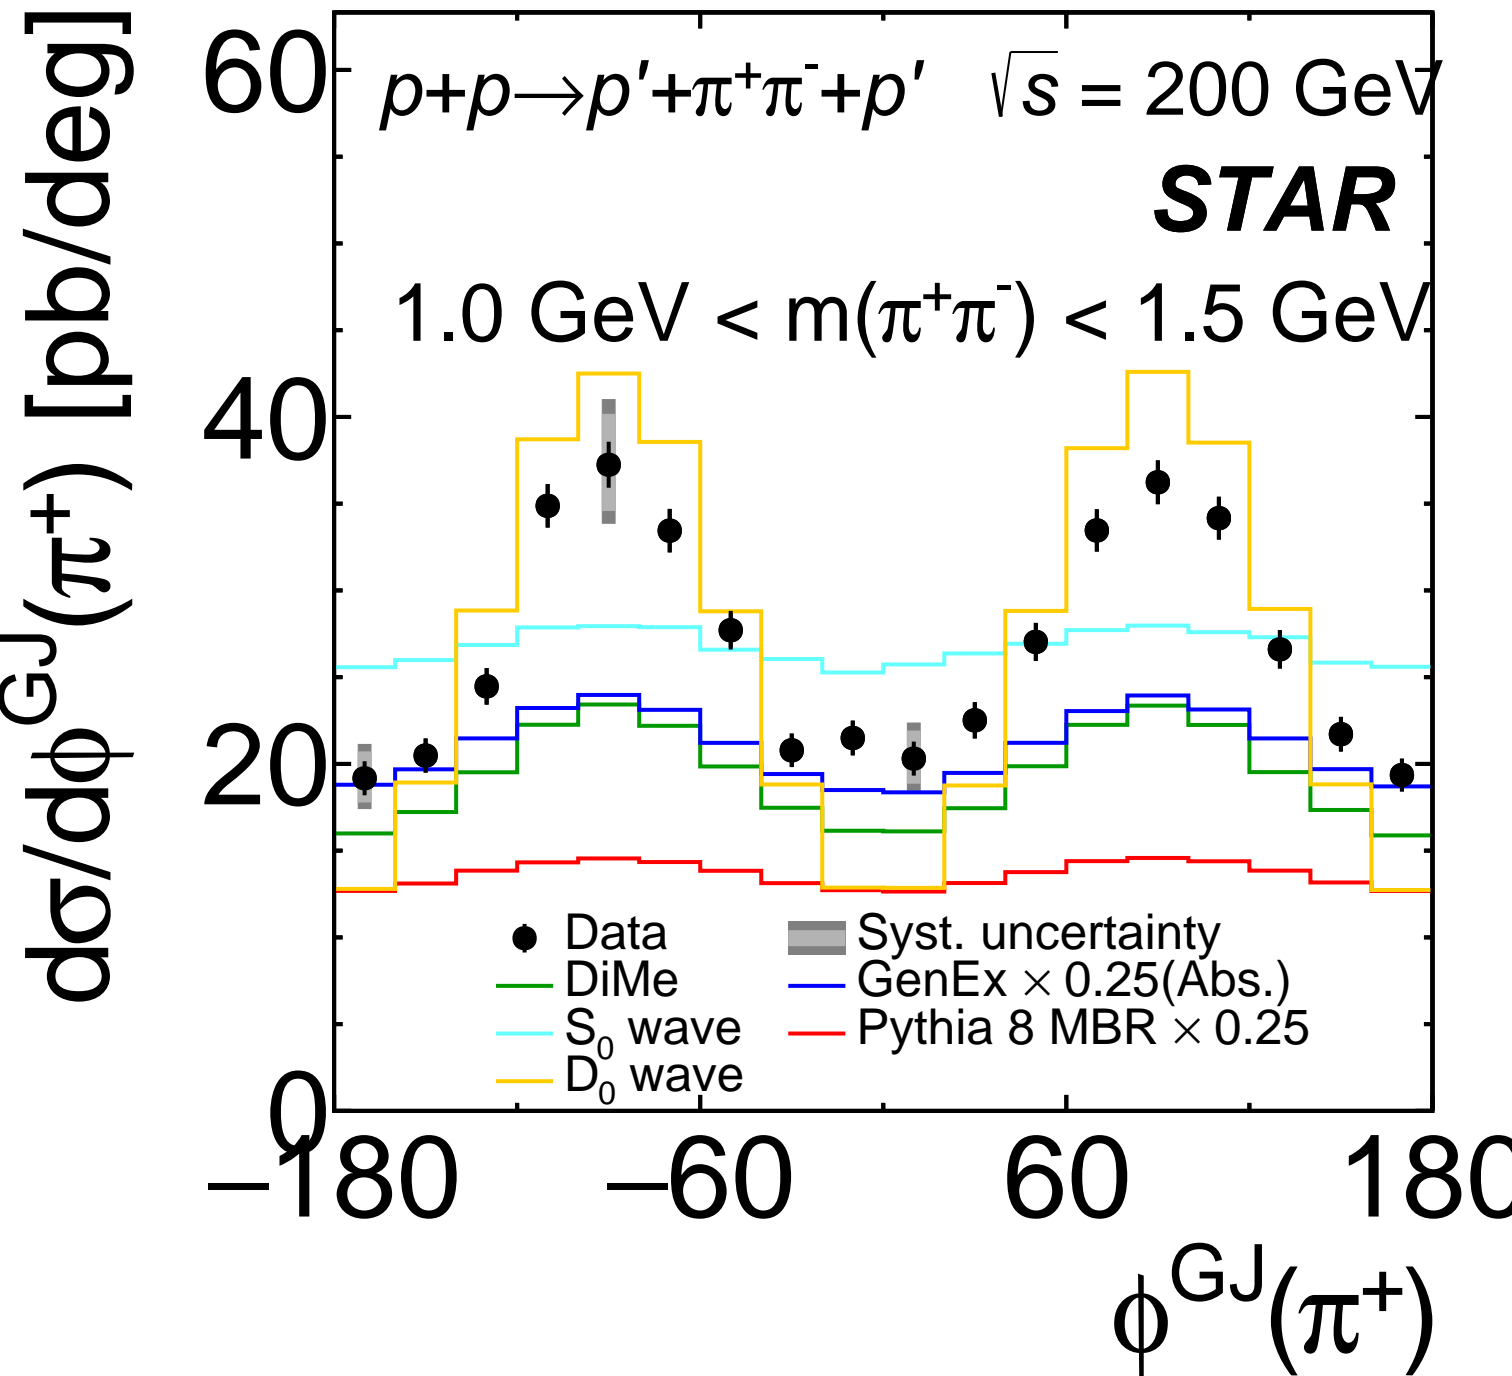 p+p→p′+π⁺π⁻+p′ √s = 200 GeV
STAR
1.0 GeV < m(π⁺π⁻) < 1.5 GeV
dσ/dϕᴳᴶ(π⁺) [pb/deg]
60
40
20
0
Data
Syst. uncertainty
DiMe
GenEx × 0.25(Abs.)
S₀ wave
Pythia 8 MBR × 0.25
D₀ wave
−180 −60 60 180
ϕᴳᴶ(π⁺)